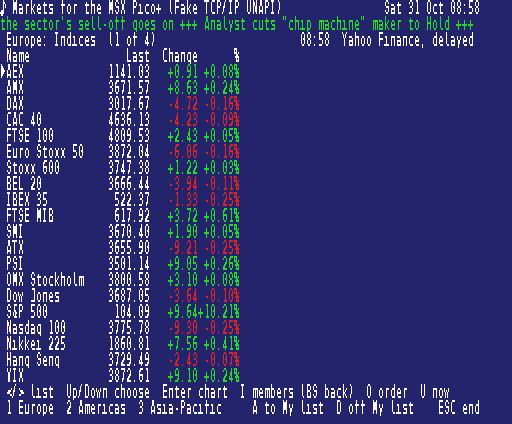 ♪ Markets for the MSX Pico+ (Fake TCP/IP UNAPI) Sat 31 Oct 08:58
the sector's sell-off goes on +++ Analyst cuts "chip machine" maker to Hold +++
Europe: Indices (1 of 4) 08:58 Yahoo Finance, delayed
Name Last Change %
AEX 1141.03 +0.91 +0.08%
AMX 3671.57 +8.63 +0.24%
DAX 3017.67 -4.72 -0.16%
CAC 40 4636.13 -4.23 -0.09%
FTSE 100 4809.53 +2.43 +0.05%
Euro Stoxx 50 3872.04 -6.06 -0.16%
Stoxx 600 3747.38 +1.22 +0.03%
BEL 20 3666.44 -3.94 -0.11%
IBEX 35 522.37 -1.33 -0.25%
FTSE MIB 617.92 +3.72 +0.61%
SMI 3670.40 +1.90 +0.05%
ATX 3655.90 -9.21 -0.25%
PSI 3501.14 +9.05 +0.26%
OMX Stockholm 3800.58 +3.10 +0.08%
Dow Jones 3687.05 -3.64 -0.10%
S&P 500 104.09 +9.64+10.21%
Nasdaq 100 3775.78 -9.30 -0.25%
Nikkei 225 1860.81 +7.56 +0.41%
Hang Seng 3729.49 -2.43 -0.07%
VIX 3872.61 +9.10 +0.24%
</> list Up/Down choose Enter chart I members (BS back) O order U now
1 Europe 2 Americas 3 Asia-Pacific A to My list D off My list ESC end